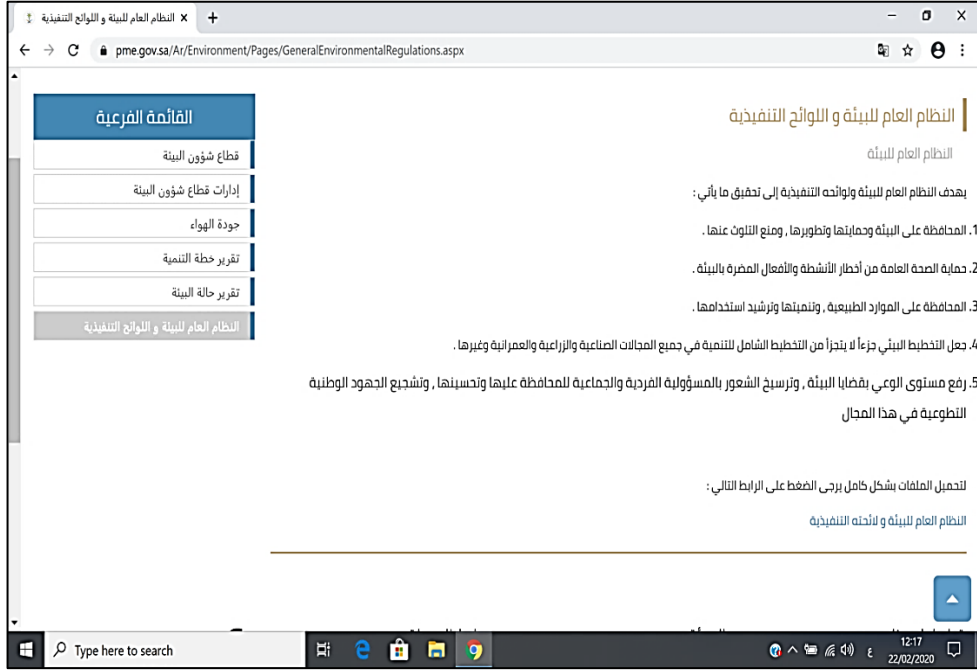 النظام العام للبيئة و اللوائح التنفيذية
pme.gov.sa/Ar/Environment/Pages/GeneralEnvironmentalRegulations.aspx
النظام العام للبيئة و اللوائح التنفيذية
النظام العام للبيئة
يهدف النظام العام للبيئة ولوائحه التنفيذية إلى تحقيق ما يأتي :
1. المحافظة على البيئة وحمايتها وتطويرها , ومنع التلوث عنها .
2. حماية الصحة العامة من أخطار الأنشطة والأفعال المضرة بالبيئة .
3. المحافظة على الموارد الطبيعية , وتنميتها وترشيد استخدامها .
4. جعل التخطيط البيئي جزءاً لا يتجزأ من التخطيط الشامل للتنمية في جميع المجالات الصناعية والزراعية والعمرانية وغيرها .
5. رفع مستوى الوعي بقضايا البيئة , وترسيخ الشعور بالمسؤولية الفردية والجماعية للمحافظة عليها وتحسينها , وتشجيع الجهود الوطنية
التطوعية في هذا المجال
لتحميل الملفات بشكل كامل يرجى الضغط على الرابط التالي :
النظام العام للبيئة و لائحته التنفيذية
القائمة الفرعية
قطاع شؤون البيئة
إدارات قطاع شؤون البيئة
جودة الهواء
تقرير خطة التنمية
تقرير حالة البيئة
النظام العام للبيئة و اللوائح التنفيذية
Type here to search
ع
12:17
22/02/2020